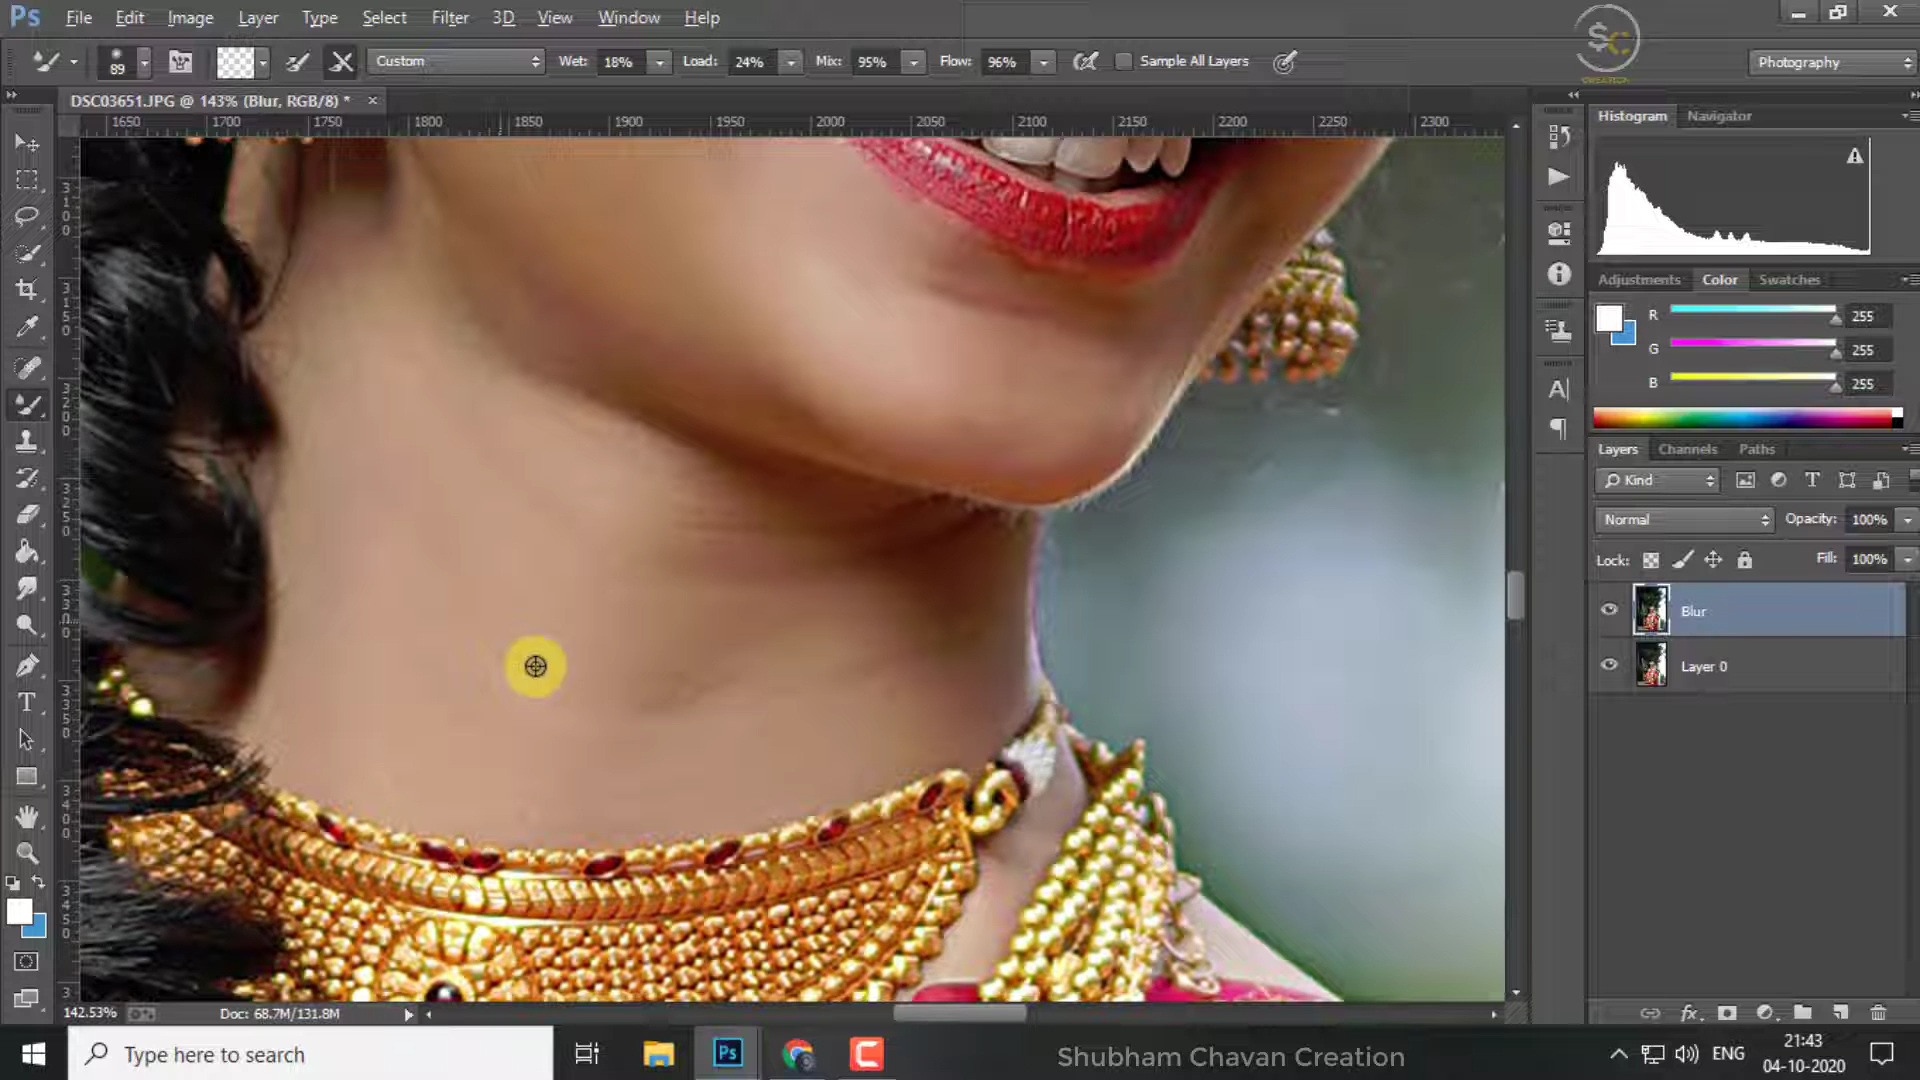 Ps File Edit Image Layer Type Select Filter 3D View Window Help
89 Custom Wet: 18% Load: 24% Mix: 95% Flow: 96% Sample All Layers Photography
DSC03651.JPG @ 143% (Blur, RGB/8) * ×
1650 1700 1750 1800 1850 1900 1950 2000 2050 2100 2150 2200 2250 2300
Histogram Navigator
Adjustments Color Swatches
R 255
G 255
B 255
Layers Channels Paths
Kind
Normal Opacity: 100%
Lock: Fill: 100%
Blur
Layer 0
142.53% Doc: 68.7M/131.8M
Type here to search
Ps
Shubham Chavan Creation
ENG
21:43
04-10-2020